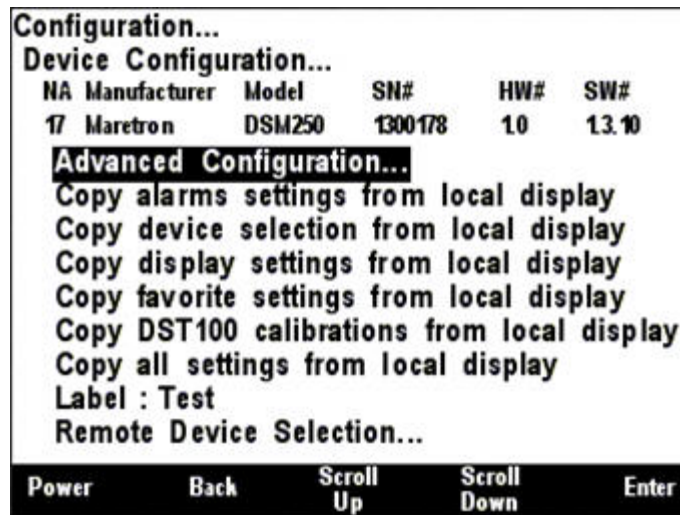 Configuration...
Device Configuration...
NA Manufacturer Model SN# HW# SW#
17 Maretron DSM250 1300178 1.0 1.3.10
Advanced Configuration...
Copy alarms settings from local display
Copy device selection from local display
Copy display settings from local display
Copy favorite settings from local display
Copy DST100 calibrations from local display
Copy all settings from local display
Label : Test
Remote Device Selection...
Power Back Scroll Up Scroll Down Enter